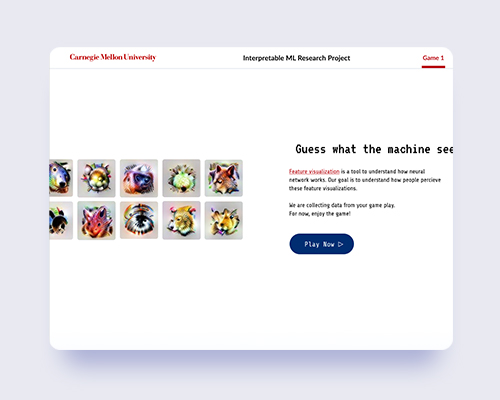 Carnegie Mellon University
Interpretable ML Research Project
Game 1
Guess what the machine see
Feature visualization is a tool to understand how neural
network works. Our goal is to understand how people percieve
these feature visualizations.
We are collecting data from your game play.
For now, enjoy the game!
Play Now